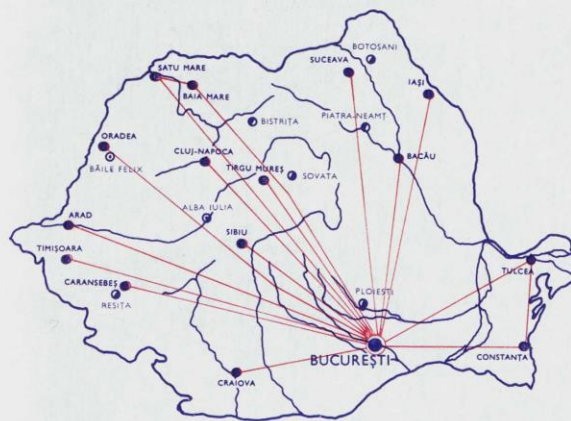 BOTOȘANI
SATU MARE
SUCEAVA
BAIA MARE
IAȘI
BISTRIȚA
PIATRA-NEAMȚ
ORADEA
CLUJ-NAPOCA
BACĂU
BĂILE FELIX
TIRGU MUREȘ
SOVATA
ALBA IULIA
ARAD
SIBIU
TIMIȘOARA
TULCEA
CARANSEBEȘ
PLOIEȘTI
REȘIȚA
BUCUREȘTI
CONSTANȚA
CRAIOVA